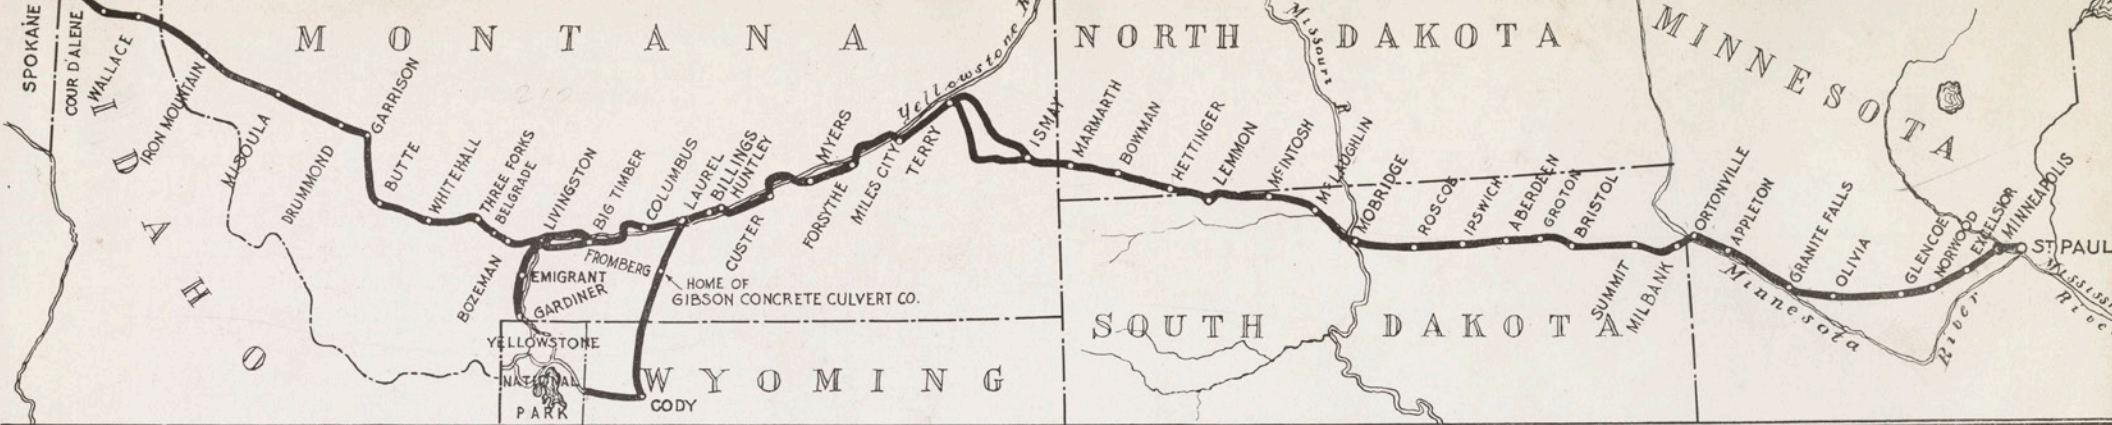 SPOKANE
COUR D'ALENE
WALLACE
IDAHO
MONTANA
IRON MOUNTAIN
MISSOULA
DRUMMOND
GARRISON
BUTTE
WHITEHALL
THREE FORKS
BELGRADE
BOZEMAN
LIVINGSTON
EMIGRANT
GARDINER
YELLOWSTONE
NATIONAL
PARK
BIG TIMBER
COLUMBUS
FROMBERG
HOME OF
GIBSON CONCRETE CULVERT CO.
LAUREL
BILLINGS
HUNTLEY
CUSTER
WYOMING
CODY
MYERS
FORSYTHE
MILES CITY
TERRY
Yellowstone R
ISMAY
NORTH DAKOTA
MARMARTH
BOWMAN
HETTINGER
LEMMON
McINTOSH
McLAUGHLIN
Missouri R
MOBRIDGE
ROSCOE
IPSWICH
ABERDEEN
GROTON
BRISTOL
SUMMIT
MILBANK
SOUTH DAKOTA
MINNESOTA
ORTONVILLE
APPLETON
GRANITE FALLS
OLIVIA
GLENCOE
NORWOOD
EXCELSIOR
MINNEAPOLIS
ST. PAUL
Minnesota River